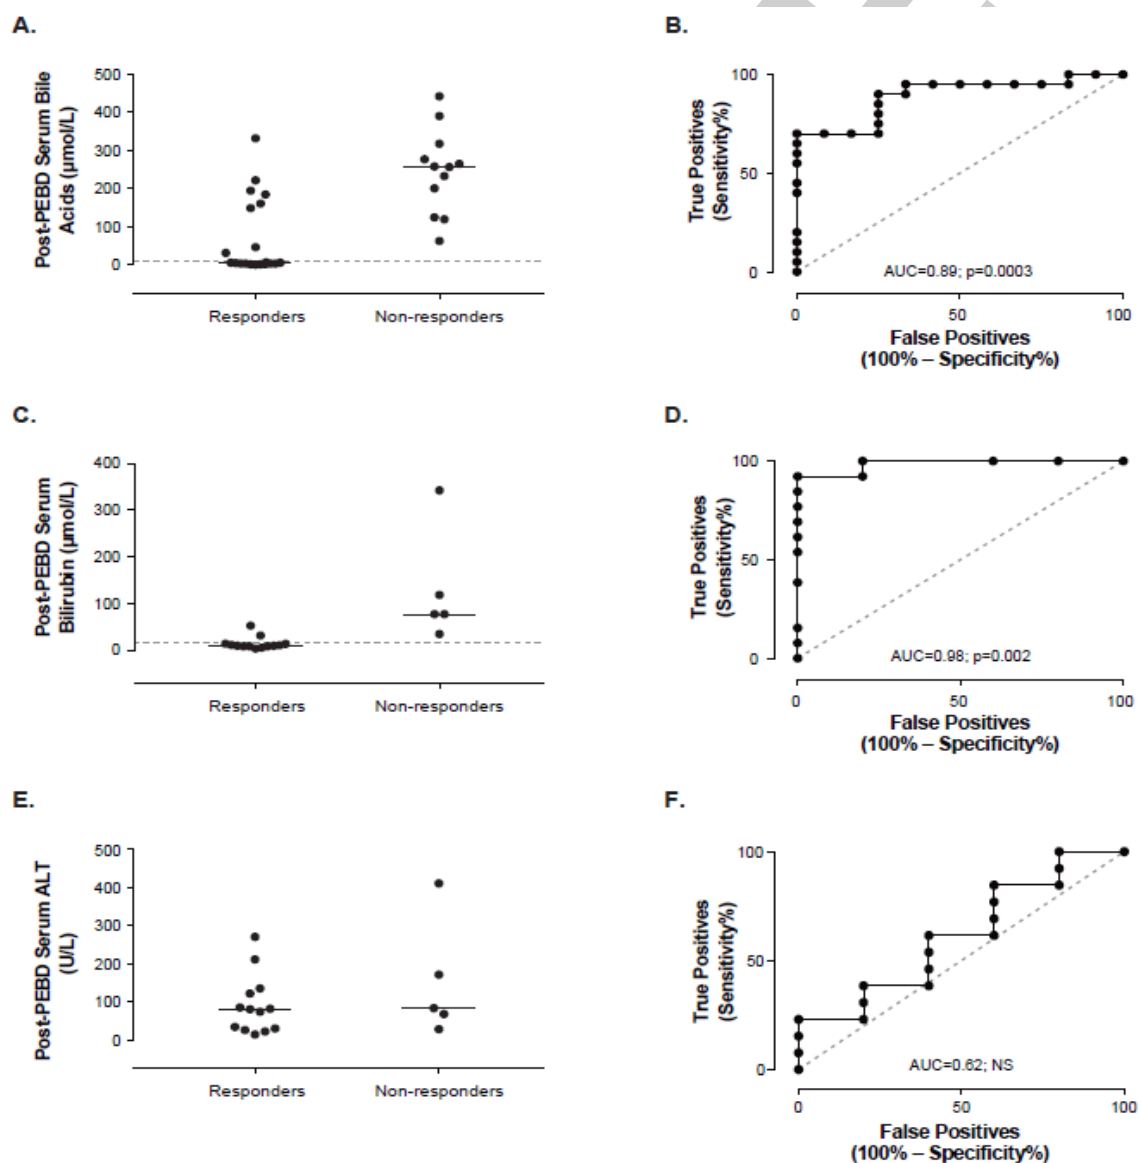 A.
Post-PEBD Serum Bile
Acids (µmol/L)
500
400
300
200
100
0
Responders
Non-responders
B.
True Positives
(Sensitivity%)
100
50
0
AUC=0.89; p=0.0003
0
50
100
False Positives
(100% – Specificity%)
C.
Post-PEBD Serum
Bilirubin (µmol/L)
400
300
200
100
0
Responders
Non-responders
D.
True Positives
(Sensitivity%)
100
50
0
AUC=0.98; p=0.002
0
50
100
False Positives
(100% – Specificity%)
E.
Post-PEBD Serum ALT
(U/L)
500
400
300
200
100
0
Responders
Non-responders
F.
True Positives
(Sensitivity%)
100
50
0
AUC=0.62; NS
0
50
100
False Positives
(100% – Specificity%)